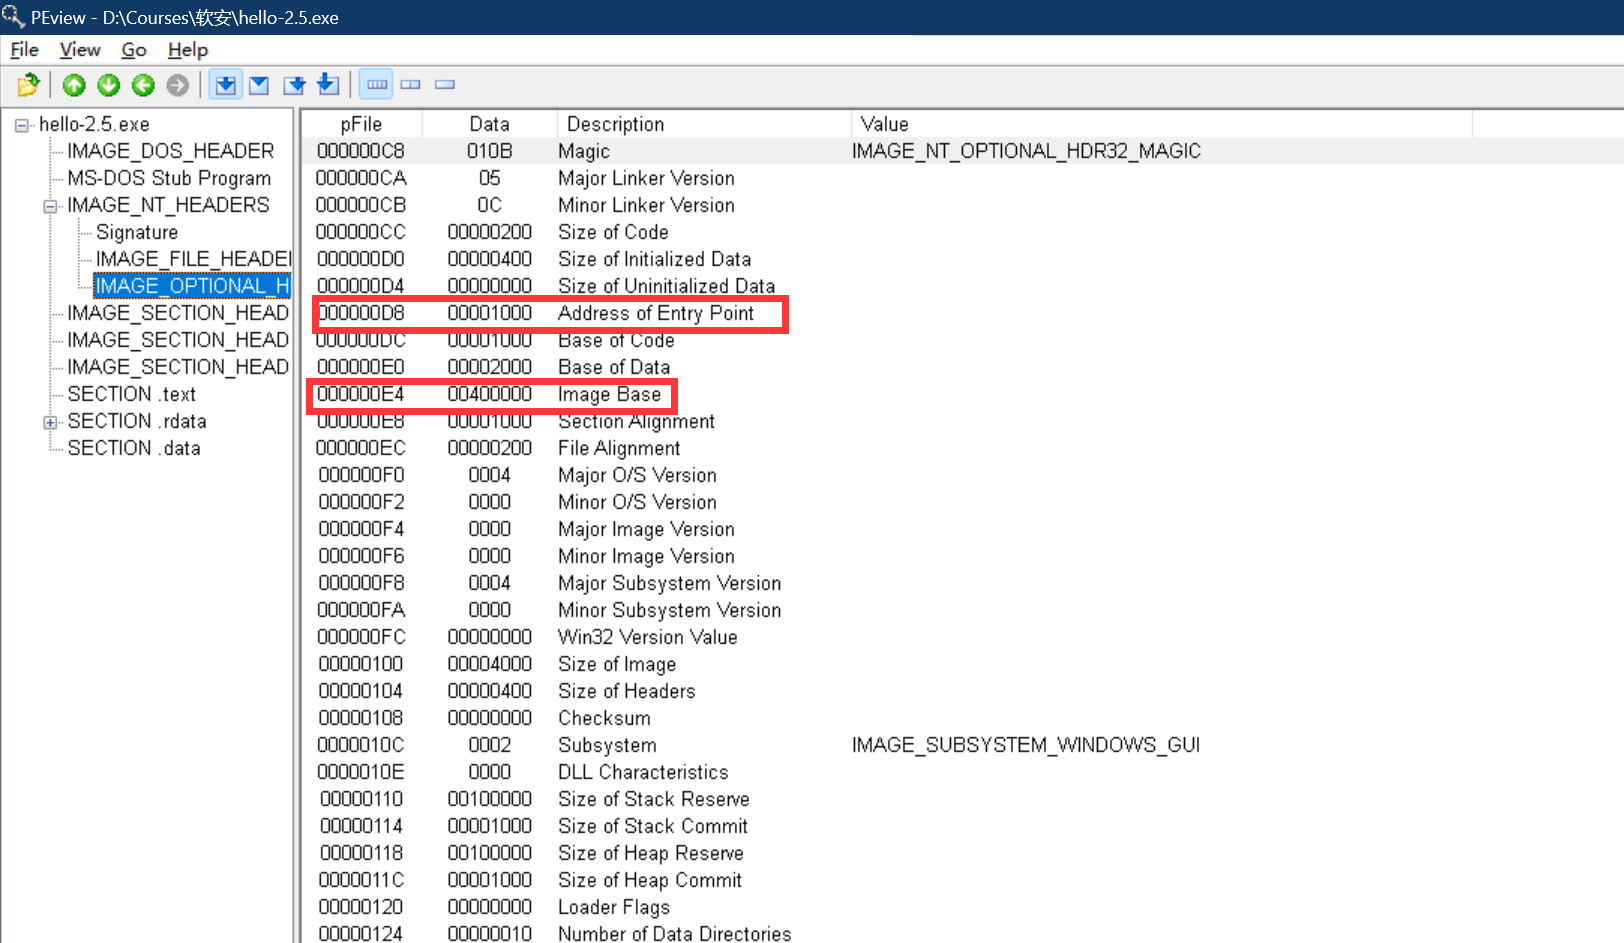 PEview - D:\Courses\软安\hello-2.5.exe
File View Go Help
hello-2.5.exe
IMAGE_DOS_HEADER
MS-DOS Stub Program
IMAGE_NT_HEADERS
Signature
IMAGE_FILE_HEADE
IMAGE_OPTIONAL_H
IMAGE_SECTION_HEAD
IMAGE_SECTION_HEAD
IMAGE_SECTION_HEAD
SECTION .text
SECTION .rdata
SECTION .data
pFile Data Description Value
000000C8 010B Magic IMAGE_NT_OPTIONAL_HDR32_MAGIC
000000CA 05 Major Linker Version
000000CB 0C Minor Linker Version
000000CC 00000200 Size of Code
000000D0 00000400 Size of Initialized Data
000000D4 00000000 Size of Uninitialized Data
000000D8 00001000 Address of Entry Point
000000DC 00001000 Base of Code
000000E0 00002000 Base of Data
000000E4 00400000 Image Base
000000E8 00001000 Section Alignment
000000EC 00000200 File Alignment
000000F0 0004 Major O/S Version
000000F2 0000 Minor O/S Version
000000F4 0000 Major Image Version
000000F6 0000 Minor Image Version
000000F8 0004 Major Subsystem Version
000000FA 0000 Minor Subsystem Version
000000FC 00000000 Win32 Version Value
00000100 00004000 Size of Image
00000104 00000400 Size of Headers
00000108 00000000 Checksum
0000010C 0002 Subsystem IMAGE_SUBSYSTEM_WINDOWS_GUI
0000010E 0000 DLL Characteristics
00000110 00100000 Size of Stack Reserve
00000114 00001000 Size of Stack Commit
00000118 00100000 Size of Heap Reserve
0000011C 00001000 Size of Heap Commit
00000120 00000000 Loader Flags
00000124 00000010 Number of Data Directories